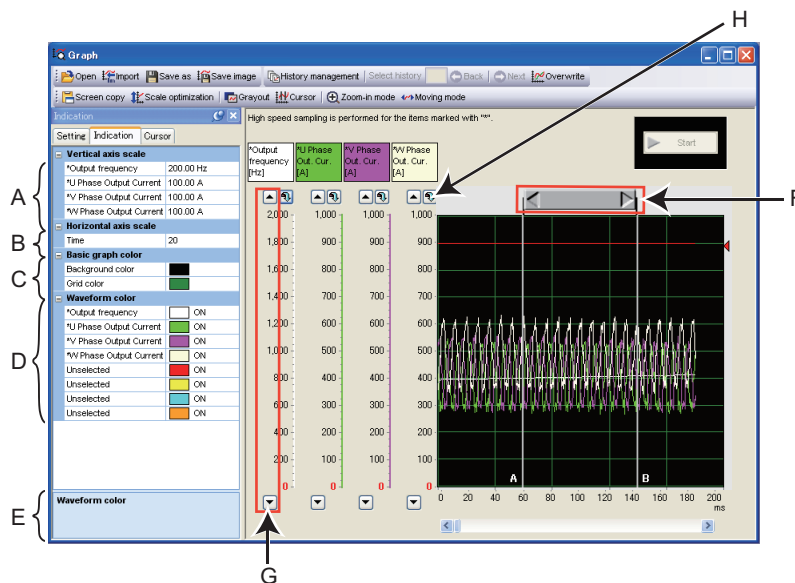 H
Graph
Open Import Save as Save image History management Select history Back Next Overwrite
Screen copy Scale optimization Grayout Cursor Zoom-in mode Moving mode
Indication
Setting Indication Cursor
High speed sampling is performed for the items marked with "*".
Start
*Output frequency [Hz]
*U Phase Out. Cur. [A]
*V Phase Out. Cur. [A]
*W Phase Out. Cur. [A]
A
Vertical axis scale
*Output frequency 200.00 Hz
*U Phase Output Current 100.00 A
*V Phase Output Current 100.00 A
*W Phase Output Current 100.00 A
B
Horizontal axis scale
Time 20
C
Basic graph color
Background color
Grid color
D
Waveform color
*Output frequency ON
*U Phase Output Current ON
*V Phase Output Current ON
*W Phase Output Current ON
Unselected ON
Unselected ON
Unselected ON
Unselected ON
E
Waveform color
F
2,000 1,000 1,000 1,000
1,800 900 900 900
1,600 800 800 800
1,400 700 700 700
1,200 600 600 600
1,000 500 500 500
800 400 400 400
600 300 300 300
400 200 200 200
200 100 100 100
0 0 0 0
A B
0 20 40 60 80 100 120 140 160 180 200
ms
G